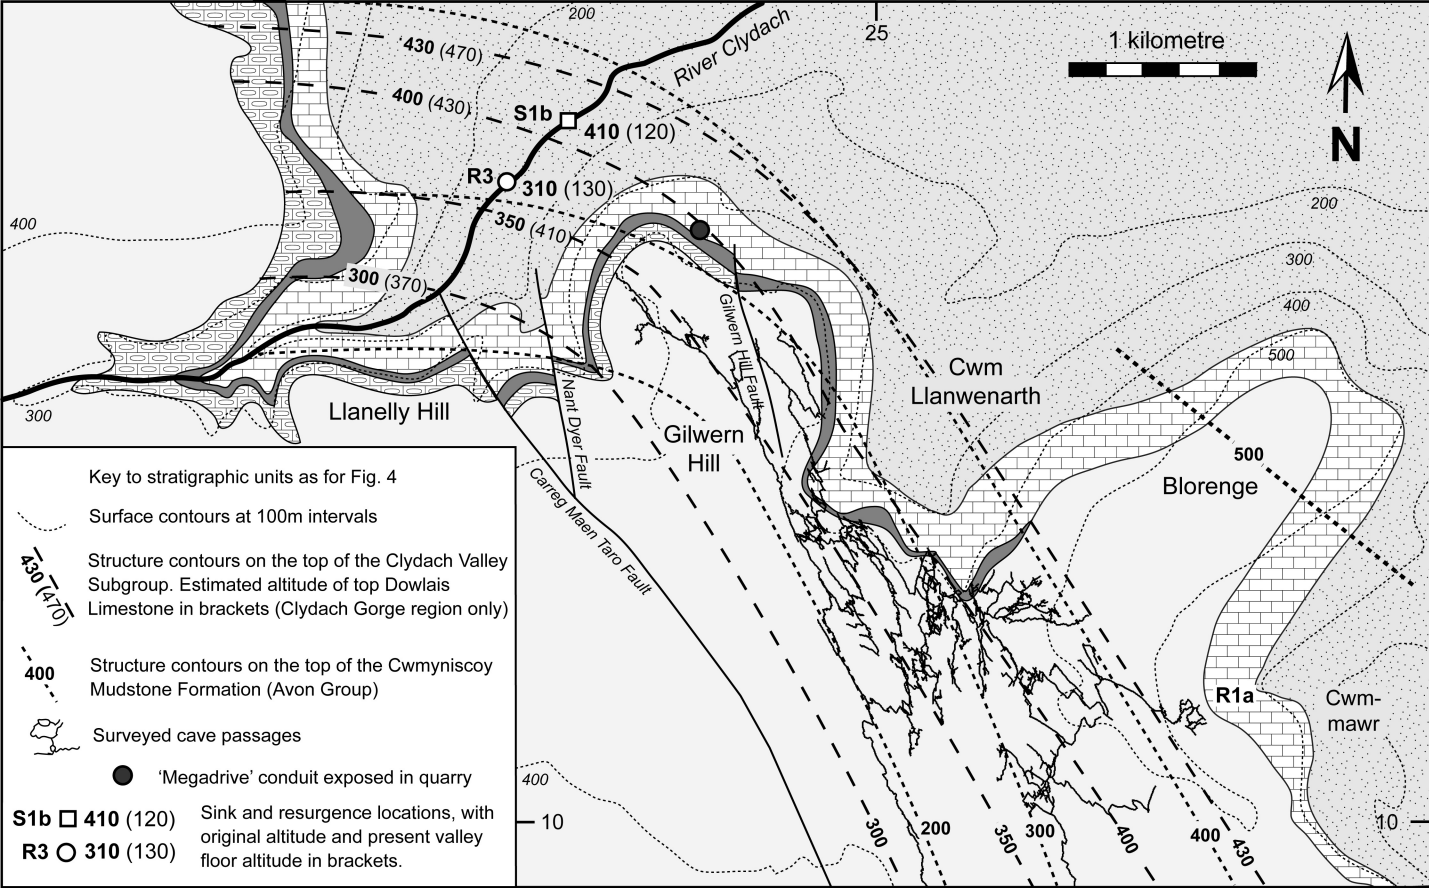 200
25
River Clydach
1 kilometre
430 (470)
400 (430)
S1b
410 (120)
N
R3
310 (130)
350 (410)
400
200
300 (370)
300
400
Gilwern Hill Fault
500
Cwm
Llanwenarth
300
Llanelly Hill
Nant Dyer Fault
Gilwern
Hill
500
Blorenge
Carreg Maen Taro Fault
R1a
Cwm-
mawr
400
10
10
300
200
350
300
400
400
430
Key to stratigraphic units as for Fig. 4
Surface contours at 100m intervals
430 (470)
Structure contours on the top of the Clydach Valley
Subgroup. Estimated altitude of top Dowlais
Limestone in brackets (Clydach Gorge region only)
400
Structure contours on the top of the Cwmyniscoy
Mudstone Formation (Avon Group)
Surveyed cave passages
‘Megadrive’ conduit exposed in quarry
S1b 410 (120)
R3 310 (130)
Sink and resurgence locations, with
original altitude and present valley
floor altitude in brackets.